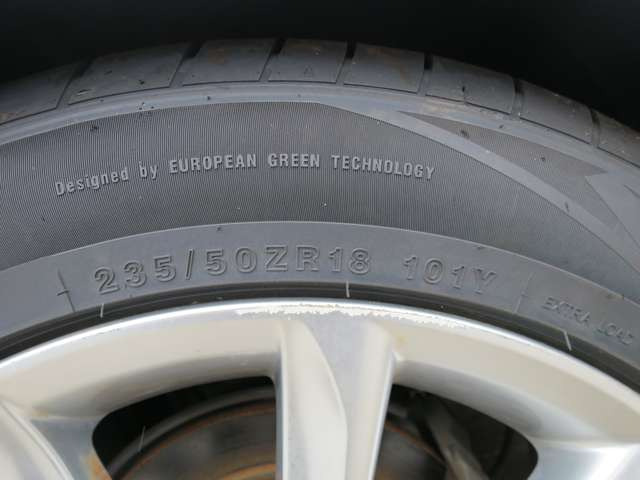 Designed by EUROPEAN GREEN TECHNOLOGY
235/50ZR18 101Y EXTRA LOAD